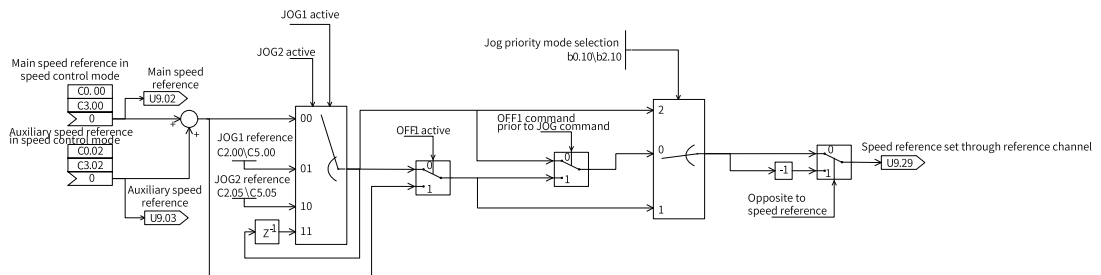 JOG1 active
JOG2 active
Jog priority mode selection
b0.10\b2.10
Main speed reference in
speed control mode
C0.00
C3.00
0
Main speed
reference
U9.02
+
+
Auxiliary speed reference
in speed control mode
C0.02
C3.02
0
Auxiliary speed
reference
U9.03
JOG1 reference
C2.00\C5.00
JOG2 reference
C2.05\C5.05
00
01
10
11
Z-1
OFF1 active
0
1
OFF1 command
prior to JOG command
0
1
2
0
1
-1
0
1
Opposite to
speed reference
Speed reference set through reference channel
U9.29